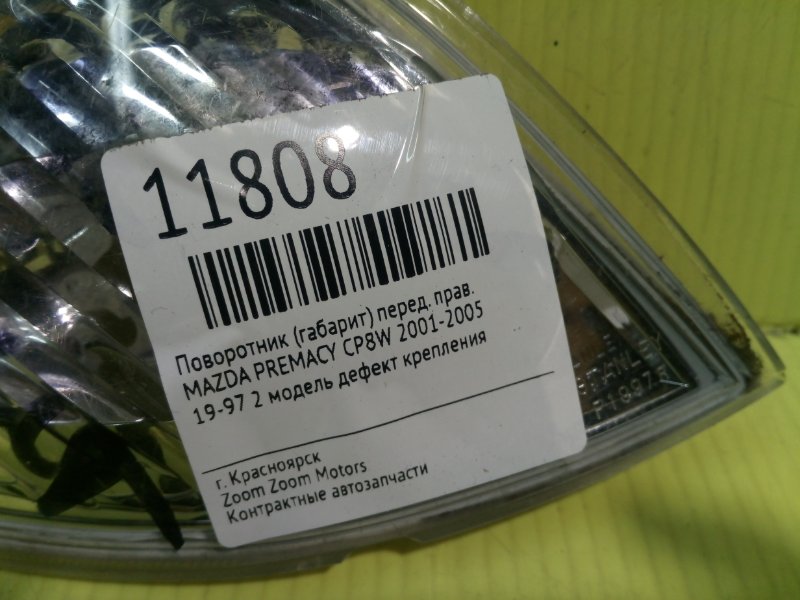 11808
Поворотник (габарит) перед. прав.
MAZDA PREMACY CP8W 2001-2005
19-97 2 модель дефект крепления
г. Красноярск
Zoom Zoom Motors
Контрактные автозапчасти
STANLEY